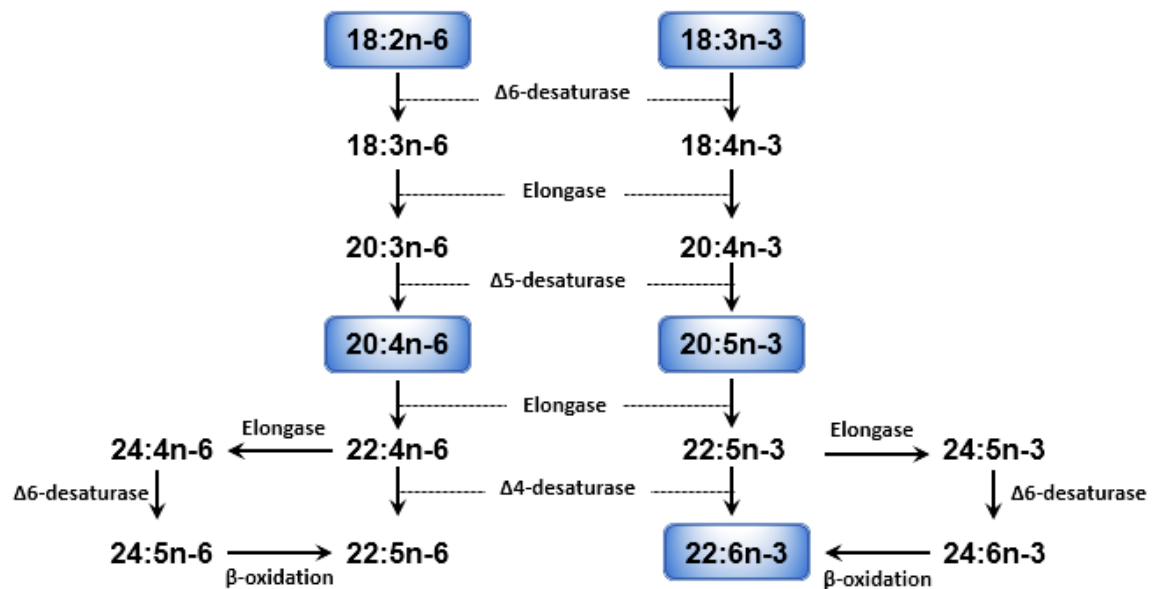 18:2n-6 18:3n-3
Δ6-desaturase
18:3n-6 18:4n-3
Elongase
20:3n-6 20:4n-3
Δ5-desaturase
20:4n-6 20:5n-3
Elongase
Elongase Elongase
24:4n-6 22:4n-6 22:5n-3 24:5n-3
Δ6-desaturase Δ4-desaturase Δ6-desaturase
24:5n-6 22:5n-6 22:6n-3 24:6n-3
β-oxidation β-oxidation